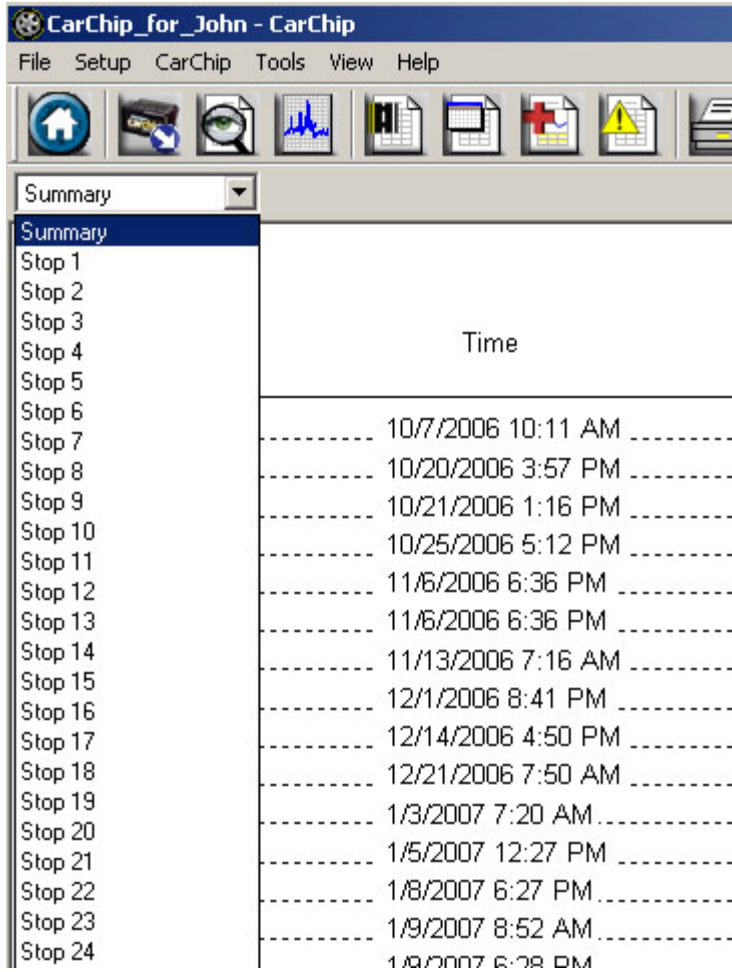 CarChip_for_John - CarChip
File Setup CarChip Tools View Help
Summary
Summary
Stop 1
Stop 2
Stop 3
Stop 4
Stop 5
Stop 6
Stop 7
Stop 8
Stop 9
Stop 10
Stop 11
Stop 12
Stop 13
Stop 14
Stop 15
Stop 16
Stop 17
Stop 18
Stop 19
Stop 20
Stop 21
Stop 22
Stop 23
Stop 24
Time
10/7/2006 10:11 AM
10/20/2006 3:57 PM
10/21/2006 1:16 PM
10/25/2006 5:12 PM
11/6/2006 6:36 PM
11/6/2006 6:36 PM
11/13/2006 7:16 AM
12/1/2006 8:41 PM
12/14/2006 4:50 PM
12/21/2006 7:50 AM
1/3/2007 7:20 AM
1/5/2007 12:27 PM
1/8/2007 6:27 PM
1/9/2007 8:52 AM
1/9/2007 6:28 PM